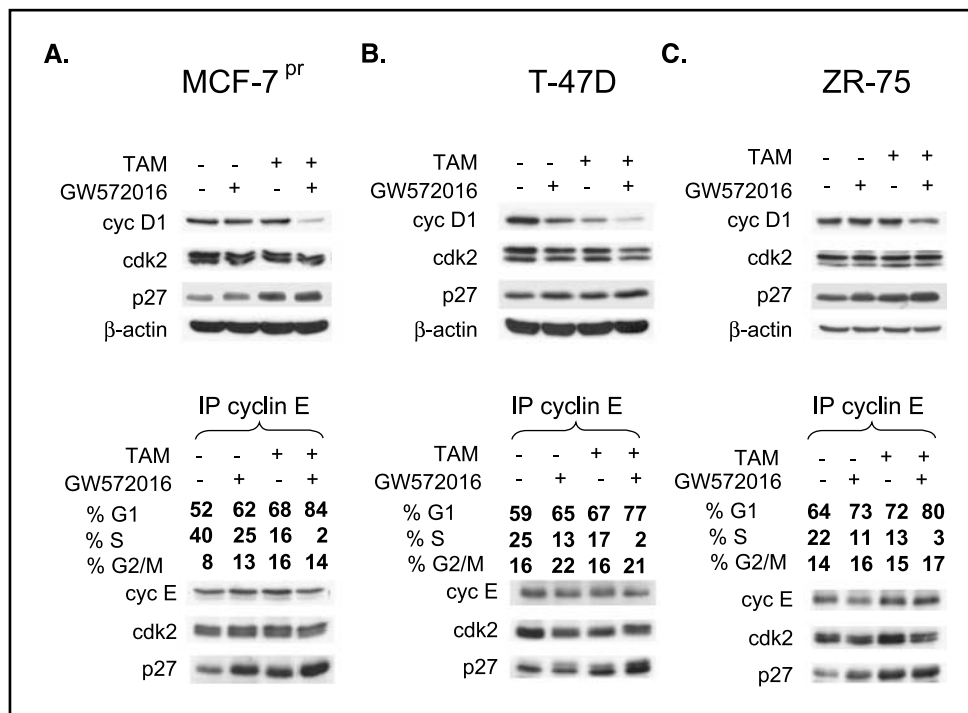 A.
MCF-7 pr
TAM - - + +
GW572016 - + - +
cyc D1
cdk2
p27
β-actin
IP cyclin E
TAM - - + +
GW572016 - + - +
% G1 52 62 68 84
% S 40 25 16 2
% G2/M 8 13 16 14
cyc E
cdk2
p27
B.
T-47D
TAM - - + +
GW572016 - + - +
cyc D1
cdk2
p27
β-actin
IP cyclin E
TAM - - + +
GW572016 - + - +
% G1 59 65 67 77
% S 25 13 17 2
% G2/M 16 22 16 21
cyc E
cdk2
p27
C.
ZR-75
TAM - - + +
GW572016 - + - +
cyc D1
cdk2
p27
β-actin
IP cyclin E
TAM - - + +
GW572016 - + - +
% G1 64 73 72 80
% S 22 11 13 3
% G2/M 14 16 15 17
cyc E
cdk2
p27